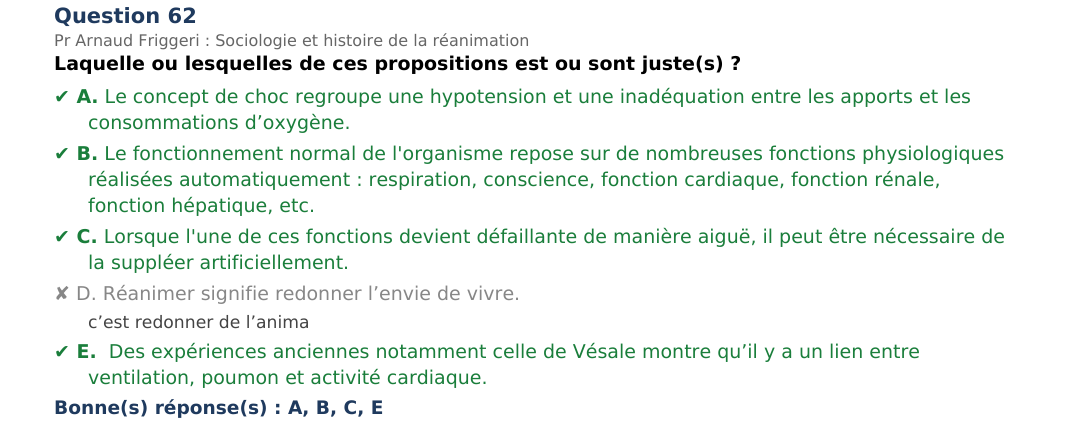 Question 62
Pr Arnaud Friggeri : Sociologie et histoire de la réanimation
Laquelle ou lesquelles de ces propositions est ou sont juste(s) ?
✔ A. Le concept de choc regroupe une hypotension et une inadéquation entre les apports et les
consommations d’oxygène.
✔ B. Le fonctionnement normal de l'organisme repose sur de nombreuses fonctions physiologiques
réalisées automatiquement : respiration, conscience, fonction cardiaque, fonction rénale,
fonction hépatique, etc.
✔ C. Lorsque l'une de ces fonctions devient défaillante de manière aiguë, il peut être nécessaire de
la suppléer artificiellement.
✘ D. Réanimer signifie redonner l’envie de vivre.
c’est redonner de l’anima
✔ E. Des expériences anciennes notamment celle de Vésale montre qu’il y a un lien entre
ventilation, poumon et activité cardiaque.
Bonne(s) réponse(s) : A, B, C, E